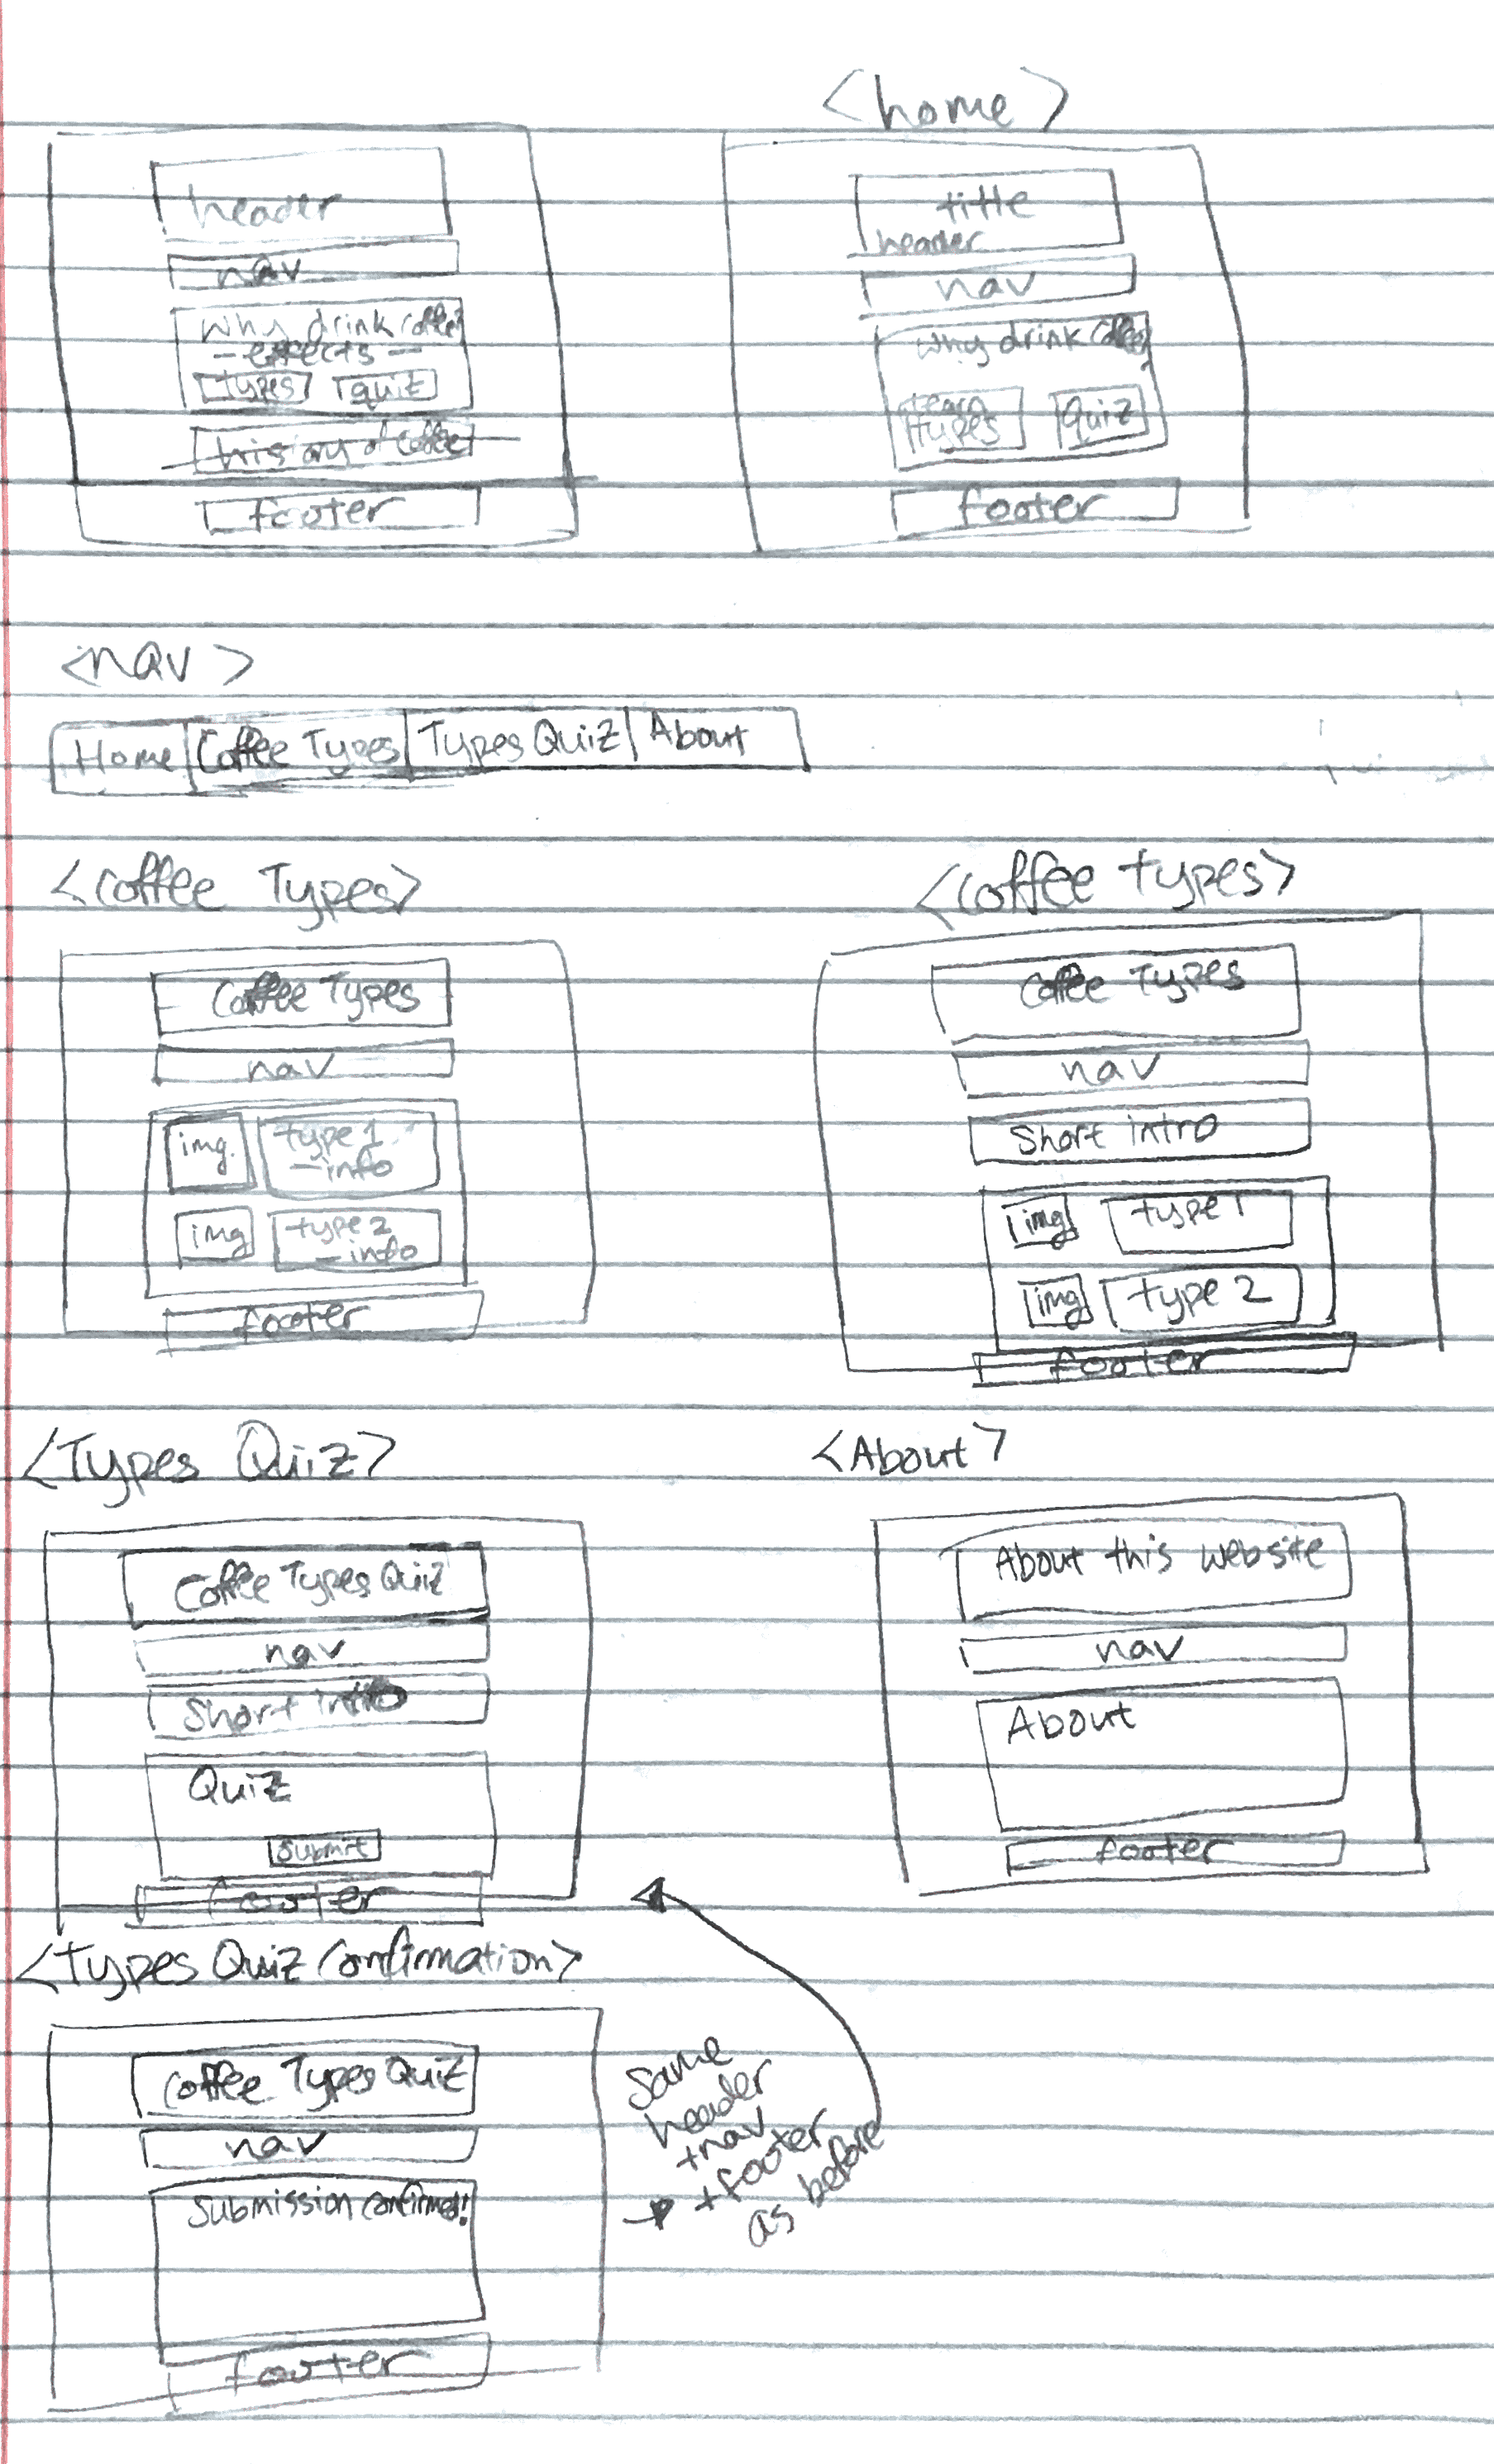 header
nav
why drink coffee
- effects -
types quiz
history of coffee
footer
<home>
title
header
nav
why drink coffee
learn types
Quiz
footer
<nav>
Home Coffee Types Types Quiz About
<Coffee Types>
Coffee Types
nav
img. type 1
- info
img type 2
- info
footer
<Coffee types>
Coffee Types
nav
Short intro
img type 1
img type 2
footer
<Types Quiz>
Coffee Types Quiz
nav
Short intro
Quiz
Submit
footer
<About>
About this website
nav
About
footer
<Types Quiz Confirmation>
Coffee Types Quiz
nav
Submission confirmed!
footer
Same
header
+nav
+footer
as before